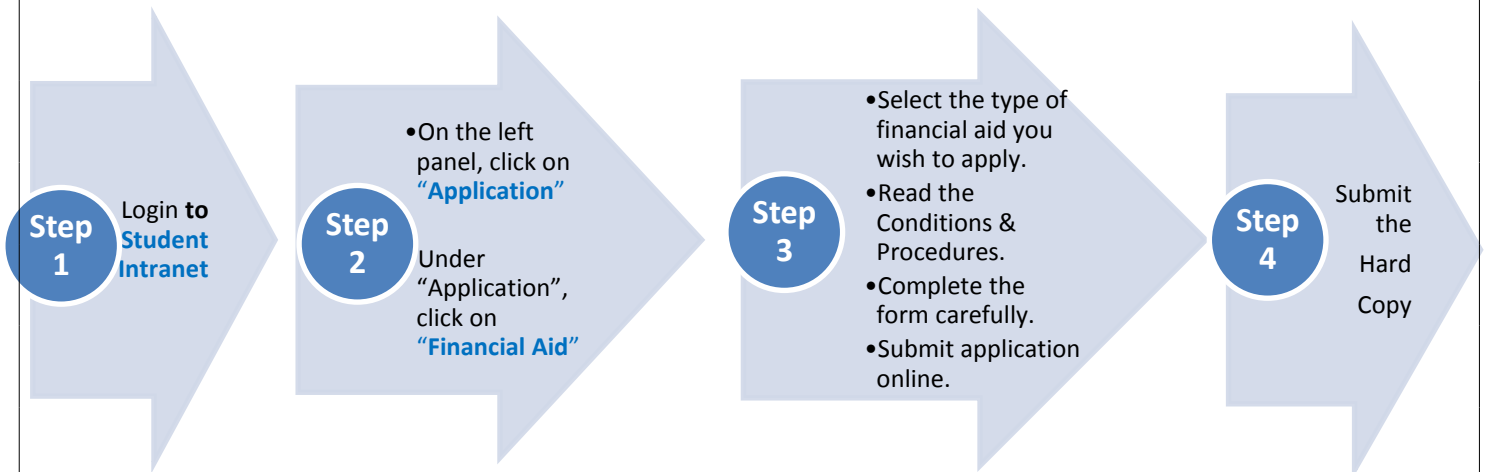 Step
1
Login to
Student
Intranet
Step
2
•On the left
panel, click on
“Application”
Under
“Application”,
click on
“Financial Aid”
Step
3
•Select the type of
financial aid you
wish to apply.
•Read the
Conditions &
Procedures.
•Complete the
form carefully.
•Submit application
online.
Step
4
Submit
the
Hard
Copy